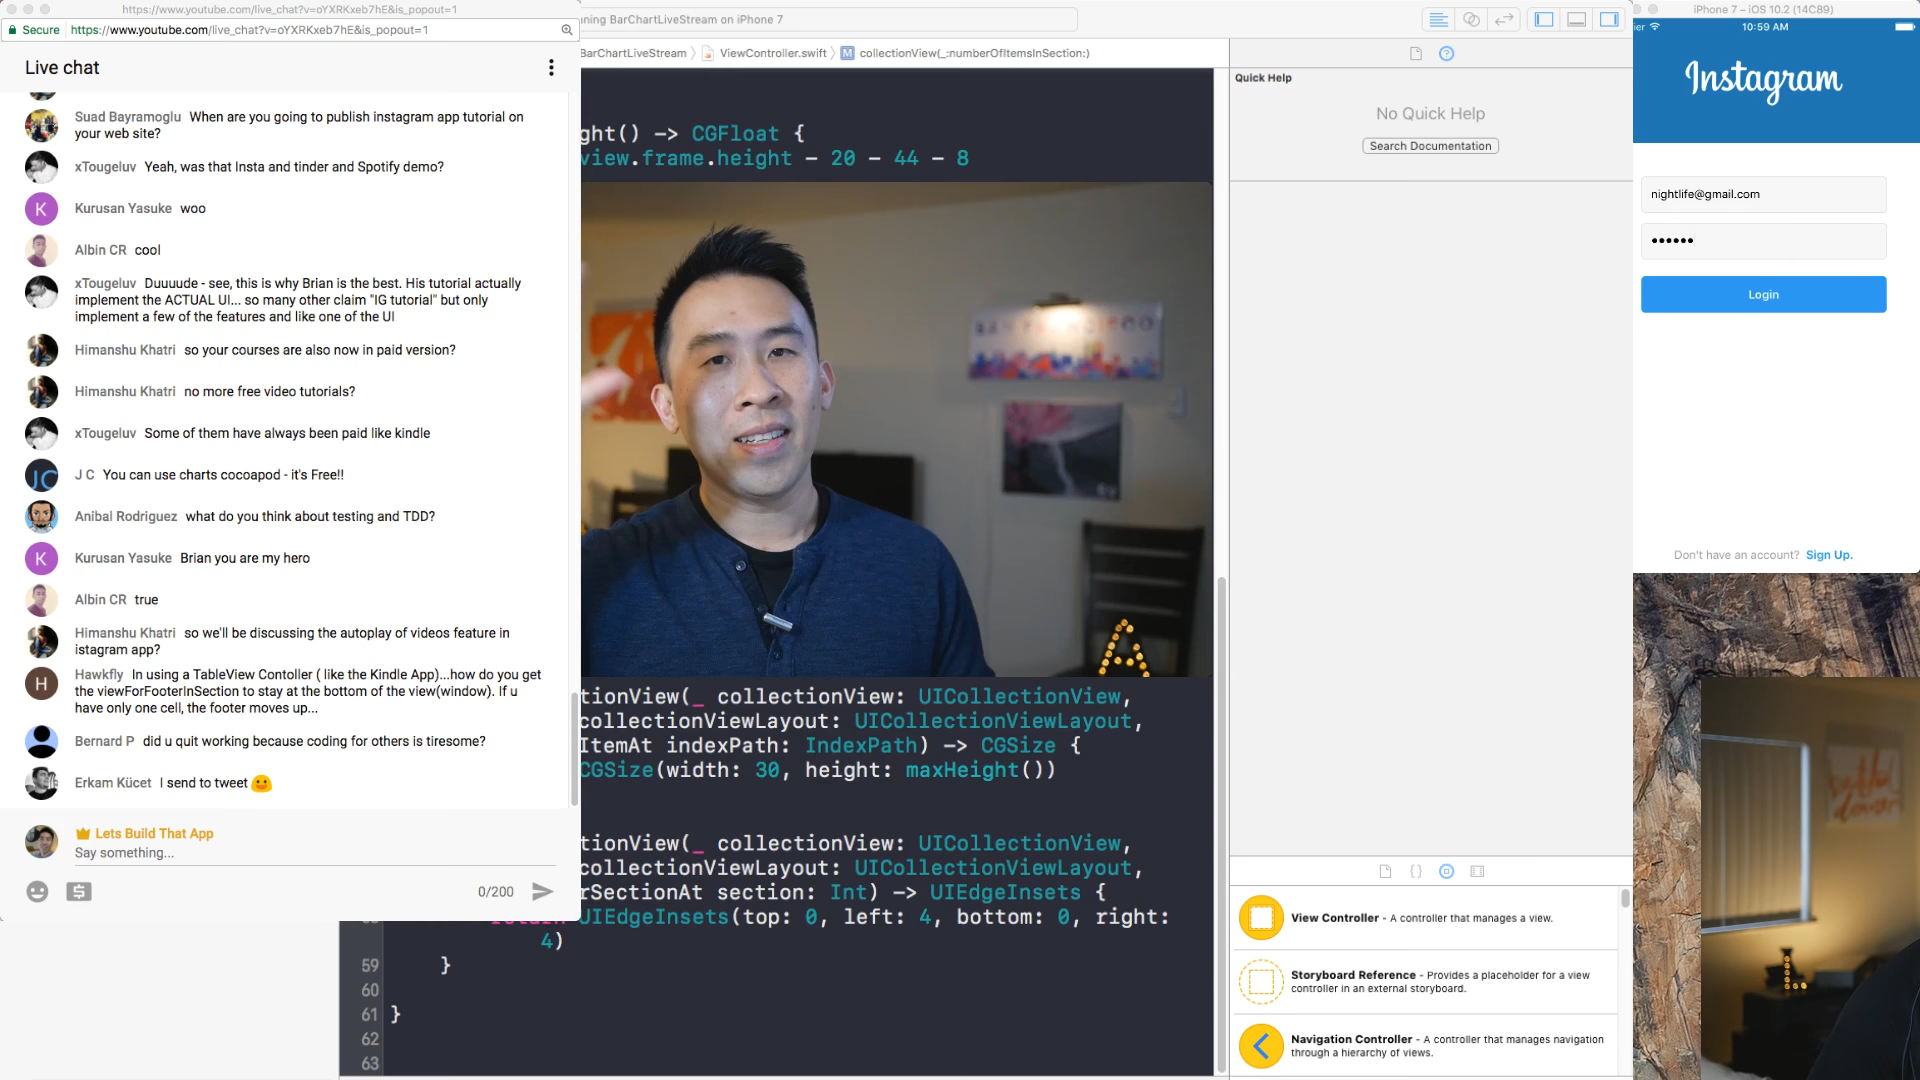 https://www.youtube.com/live_chat?v=oYXRKxeb7hE&is_popout=1
Secure https://www.youtube.com/live_chat?v=oYXRKxeb7hE&is_popout=1
Live chat
Suad Bayramoglu When are you going to publish instagram app tutorial on
your web site?
xTougeluv Yeah, was that Insta and tinder and Spotify demo?
K Kurusan Yasuke woo
Albin CR cool
xTougeluv Duuuude - see, this is why Brian is the best. His tutorial actually
implement the ACTUAL UI... so many other claim "IG tutorial" but only
implement a few of the features and like one of the UI
Himanshu Khatri so your courses are also now in paid version?
Himanshu Khatri no more free video tutorials?
xTougeluv Some of them have always been paid like kindle
JC J C You can use charts cocoapod - it's Free!!
Anibal Rodriguez what do you think about testing and TDD?
K Kurusan Yasuke Brian you are my hero
Albin CR true
Himanshu Khatri so we'll be discussing the autoplay of videos feature in
istagram app?
H Hawkfly In using a TableView Contoller ( like the Kindle App)...how do you get
the viewForFooterInSection to stay at the bottom of the view(window). If u
have only one cell, the footer moves up...
Bernard P did u quit working because coding for others is tiresome?
Erkam Kücet I send to tweet
Lets Build That App
Say something...
0/200
ning BarChartLiveStream on iPhone 7
BarChartLiveStream ViewController.swift M collectionView(_:numberOfItemsInSection:)
ght() -> CGFloat {
view.frame.height - 20 - 44 - 8
A
tionView(_ collectionView: UICollectionView,
collectionViewLayout: UICollectionViewLayout,
ItemAt indexPath: IndexPath) -> CGSize {
CGSize(width: 30, height: maxHeight())
tionView(_ collectionView: UICollectionView,
collectionViewLayout: UICollectionViewLayout,
rSectionAt section: Int) -> UIEdgeInsets {
return UIEdgeInsets(top: 0, left: 4, bottom: 0, right:
4)
59 }
60
61 }
62
63
Quick Help
No Quick Help
Search Documentation
View Controller - A controller that manages a view.
Storyboard Reference - Provides a placeholder for a view
controller in an external storyboard.
Navigation Controller - A controller that manages navigation
through a hierarchy of views.
iPhone 7 – iOS 10.2 (14C89)
ier 10:59 AM
Instagram
nightlife@gmail.com
••••••
Login
Don't have an account? Sign Up.
L